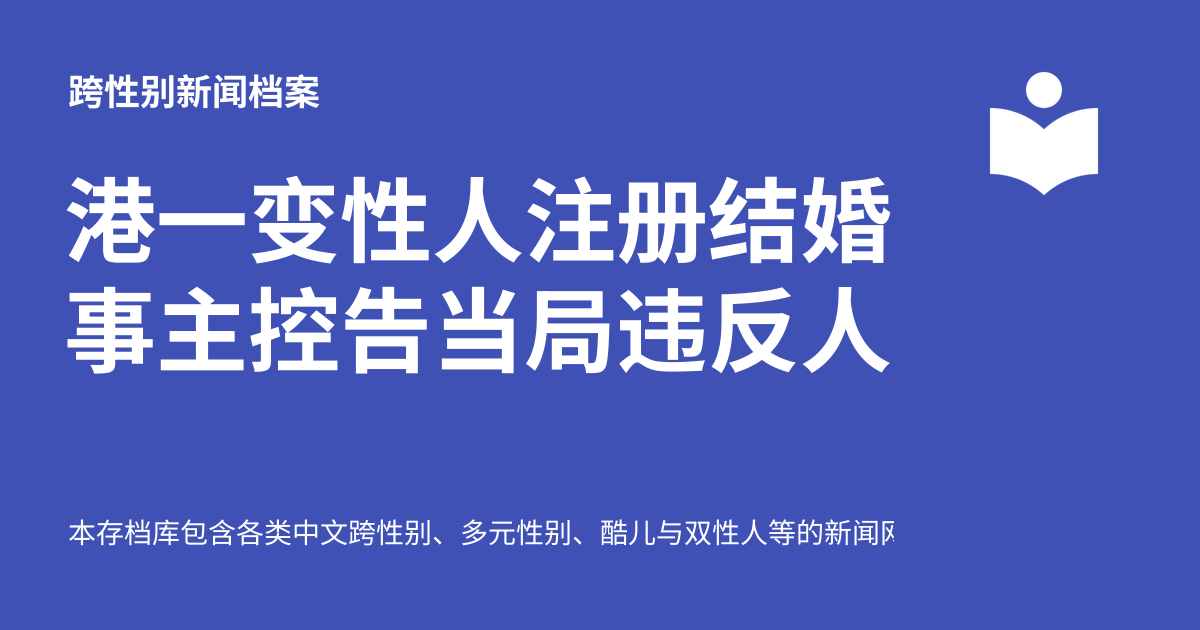 跨性别新闻档案
港一变性人注册结婚
事主控告当局违反人
本存档库包含各类中文跨性别、多元性别、酷儿与双性人等的新闻